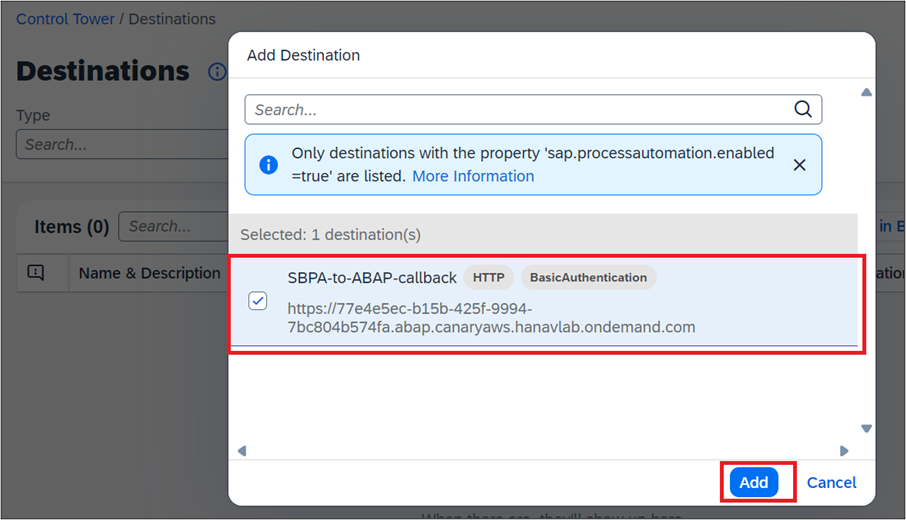 Control Tower / Destinations
Destinations
Type
Search...
Items (0) Search...
Name & Description
in
Add Destination
Search...
Only destinations with the property 'sap.processautomation.enabled
=true' are listed. More Information
Selected: 1 destination(s)
SBPA-to-ABAP-callback HTTP BasicAuthentication
https://77e4e5ec-b15b-425f-9994-
7bc804b574fa.abap.canaryaws.hanavlab.ondemand.com
Add Cancel
When there are, they'll show up here.